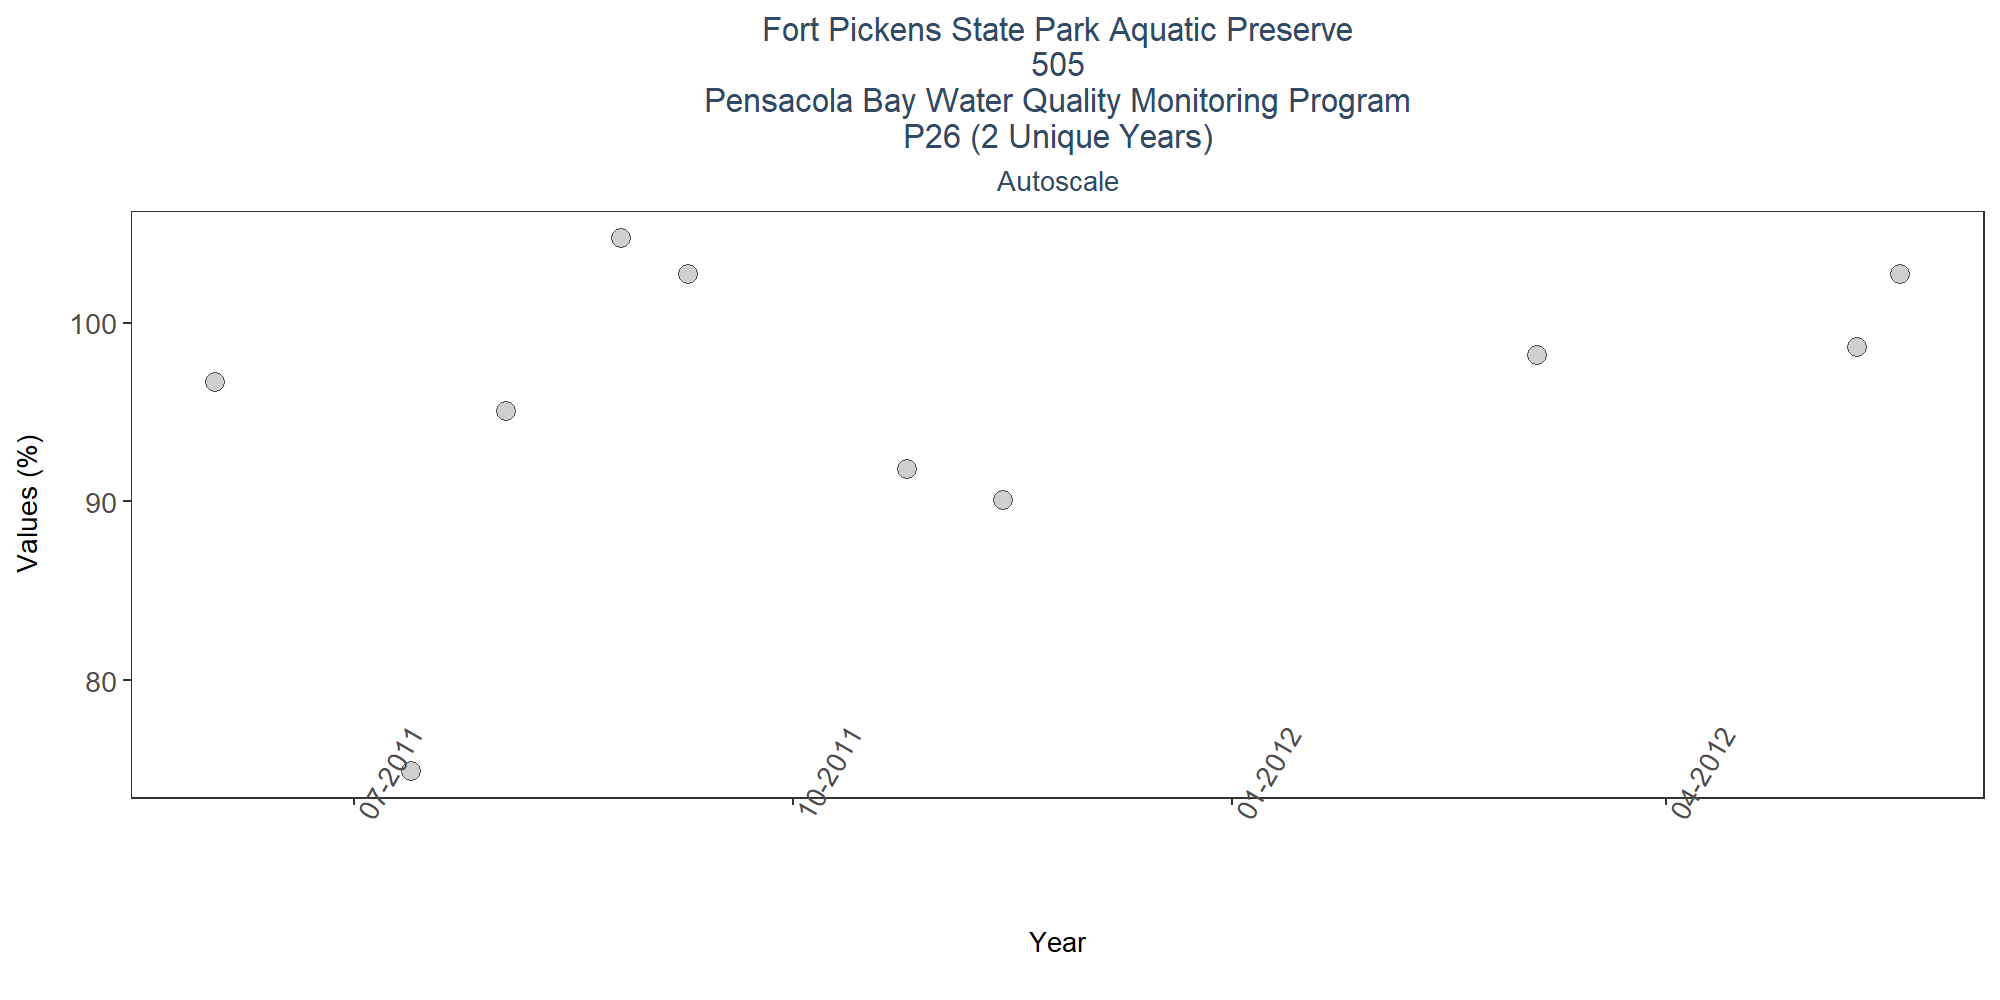 Fort Pickens State Park Aquatic Preserve
505
Pensacola Bay Water Quality Monitoring Program
P26 (2 Unique Years)
Autoscale
Values (%)
100
90
80
07-2011
10-2011
01-2012
04-2012
Year